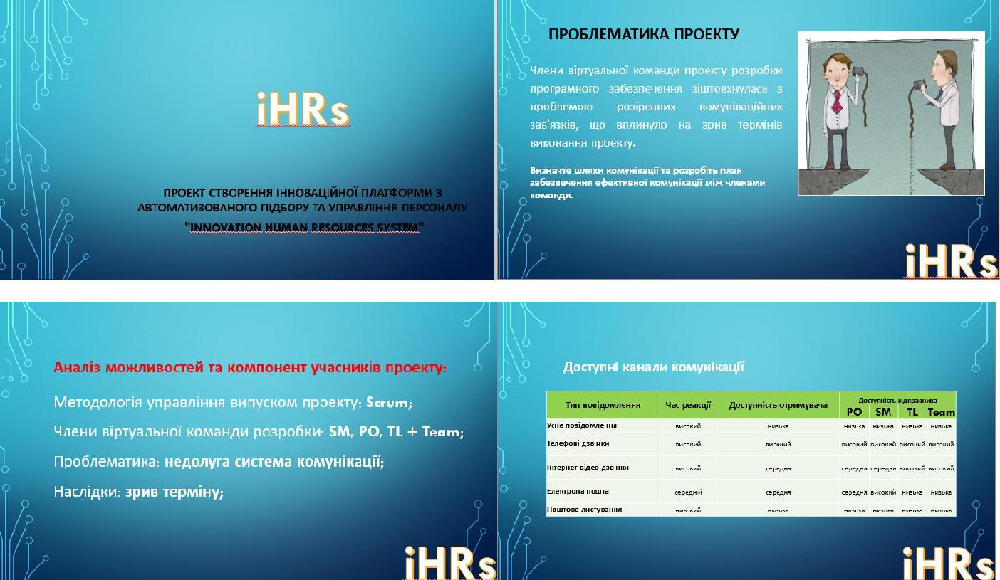 iHRs
ПРОЕКТ СТВОРЕННЯ ІННОВАЦІЙНОЇ ПЛАТФОРМИ З
АВТОМАТИЗОВАНОГО ПІДБОРУ ТА УПРАВЛІННЯ ПЕРСОНАЛУ
"INNOVATION HUMAN RESOURCES SYSTEM"
ПРОБЛЕМАТИКА ПРОЕКТУ
Члени віртуальної команди проекту розробки
програмного забезпечення зіштовхнулась з
проблемою розірваних комунікаційних
зав'язків, що вплинуло на зрив термінів
виконання проекту.
Визначте шляхи комунікації та розробіть план
забезпечення ефективної комунікації між членами
команди.
iHRs
Аналіз можливостей та компонент учасників проекту:
Методологія управління випуском проекту: Scrum;
Члени віртуальної команди розробки: SM, PO, TL + Team;
Проблематика: недолуга система комунікації;
Наслідки: зрив терміну;
iHRs
Доступні канали комунікації
Тип повідомлення Час реакції Доступність отримувача Доступність відправника
PO SM TL Team
Усне повідомлення високий низька низька низька низька низька
Телефоні дзвінки високий високий високий високий високий високий
Інтернет відео дзвінки високий середня середня середня високий високий
Електрона пошта середній середня середня високий низька низька
Поштове листування низький низька низька низька низька низька
iHRs